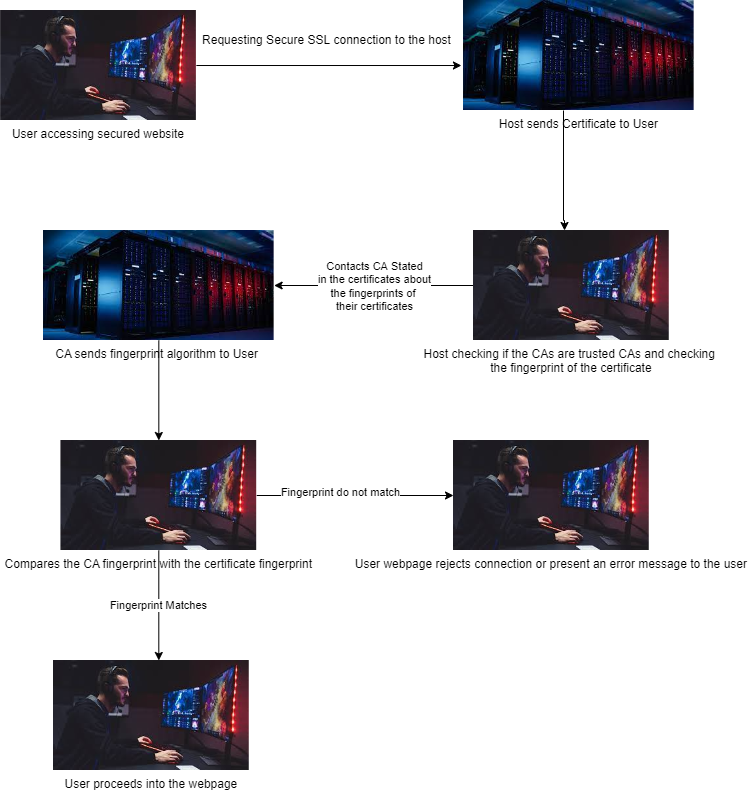 Requesting Secure SSL connection to the host
User accessing secured website
Host sends Certificate to User
Contacts CA Stated
in the certificates about
the fingerprints of
their certificates
CA sends fingerprint algorithm to User
Host checking if the CAs are trusted CAs and checking
the fingerprint of the certificate
Fingerprint do not match
Compares the CA fingerprint with the certificate fingerprint
User webpage rejects connection or present an error message to the user
Fingerprint Matches
User proceeds into the webpage